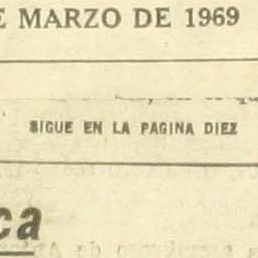 E MARZO DE 1969
SIGUE EN LA PAGINA DIEZ
ca